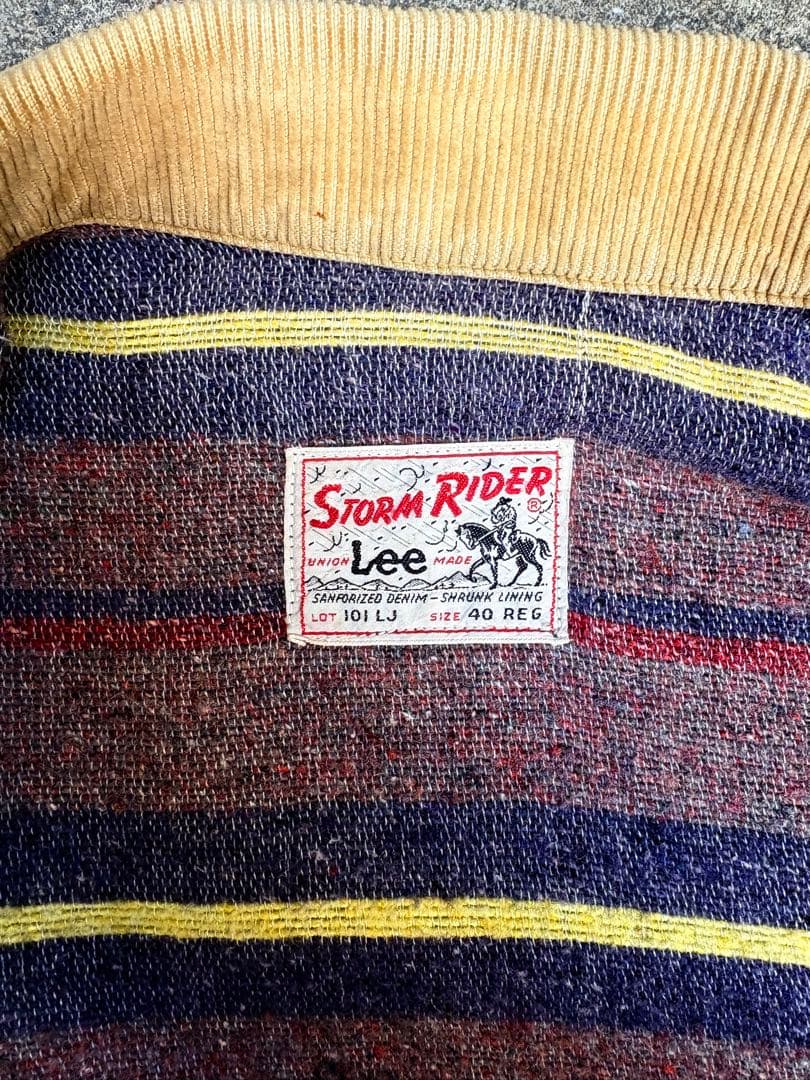 STORM RIDER ®
UNION Lee MADE
SANFORIZED DENIM – SHRUNK LINING
LOT 101 LJ SIZE 40 REG